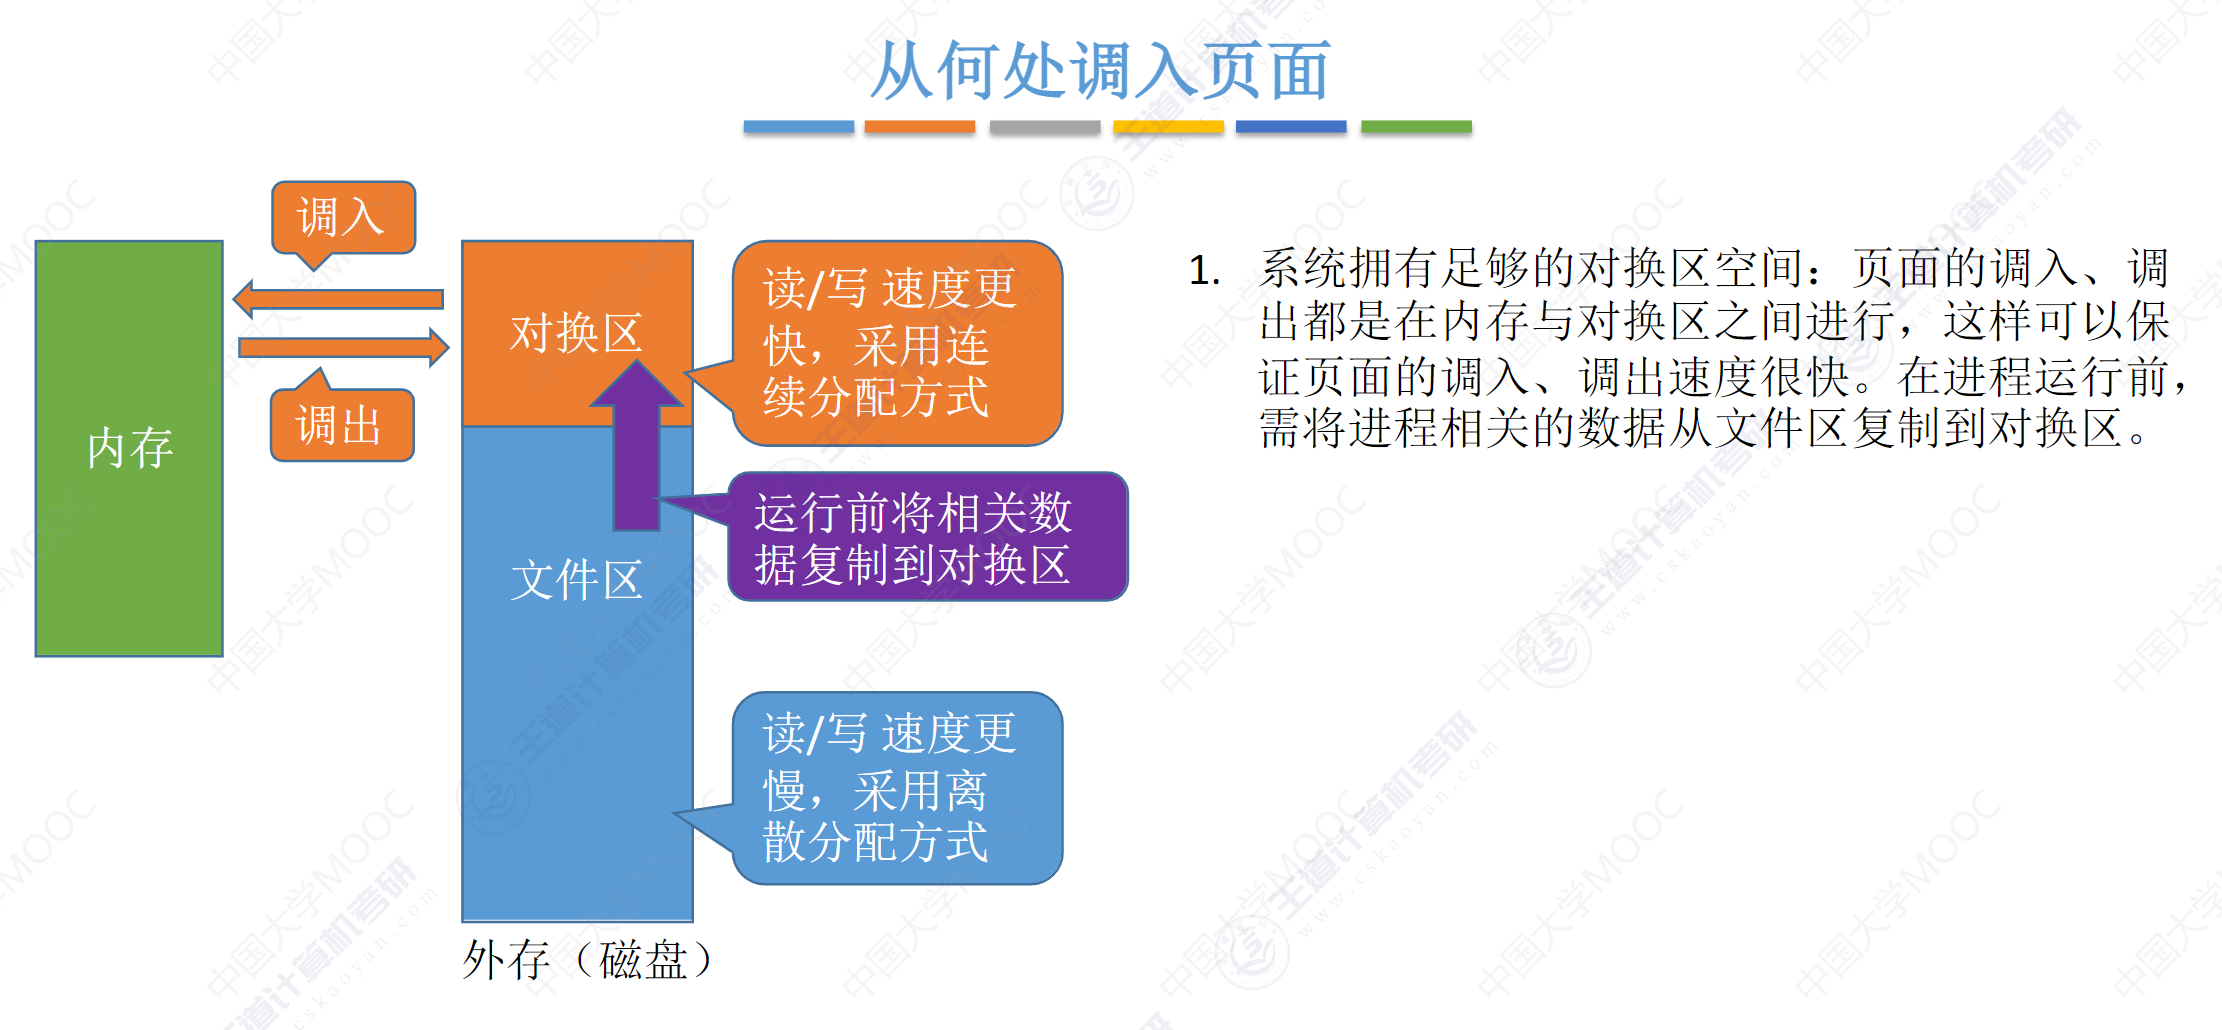 从何处调入页面
调入
调出
内存
对换区
文件区
外存（磁盘）
读/写 速度更
快，采用连
续分配方式
运行前将相关数
据复制到对换区
读/写 速度更
慢，采用离
散分配方式
1. 系统拥有足够的对换区空间：页面的调入、调
出都是在内存与对换区之间进行，这样可以保
证页面的调入、调出速度很快。在进程运行前，
需将进程相关的数据从文件区复制到对换区。
中国大学MOOC
王道计算机考研
www.cskaoyan.com